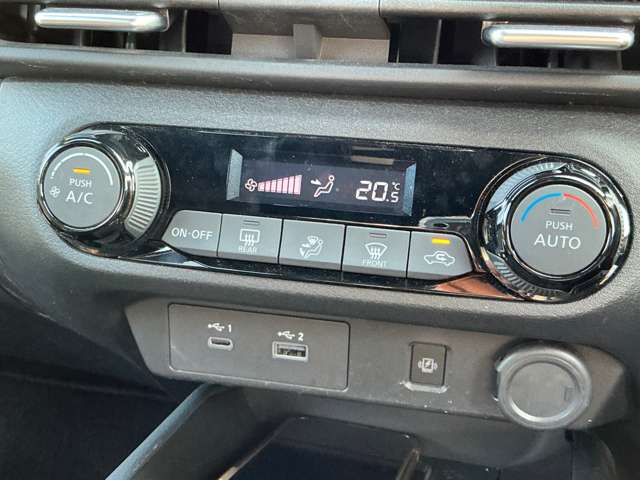 PUSH
A/C
20.5
°C
ON-OFF
REAR
FRONT
PUSH
AUTO
1
2